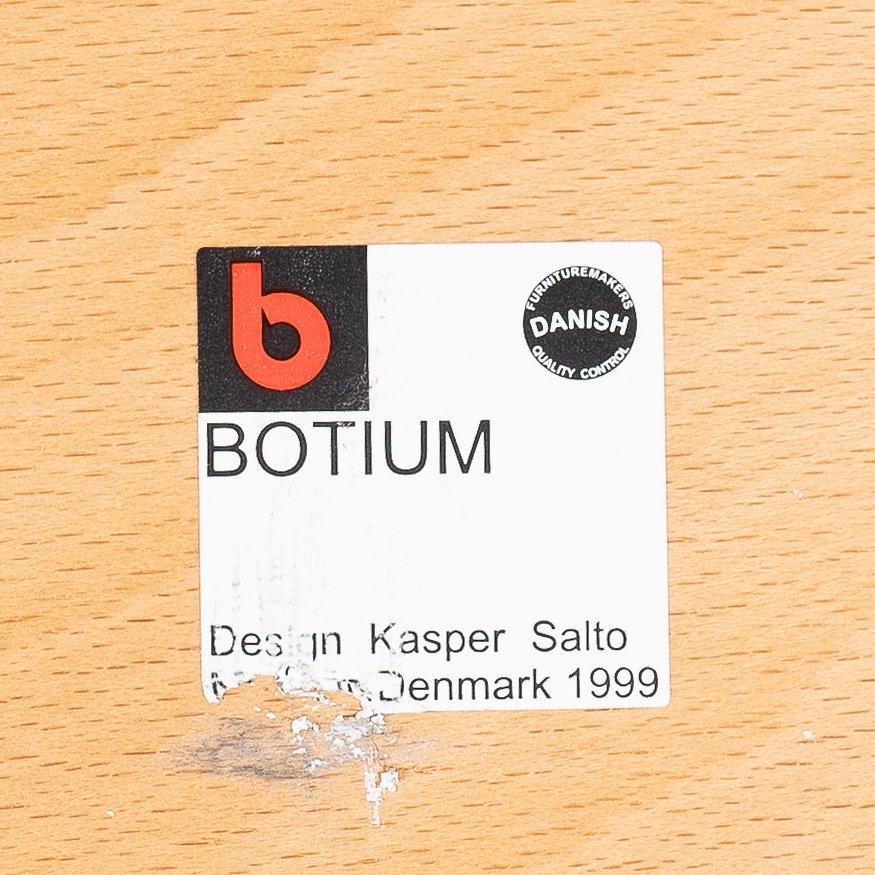 b
FURNITUREMAKERS
DANISH
QUALITY CONTROL
BOTIUM
Design Kasper Salto
Denmark 1999